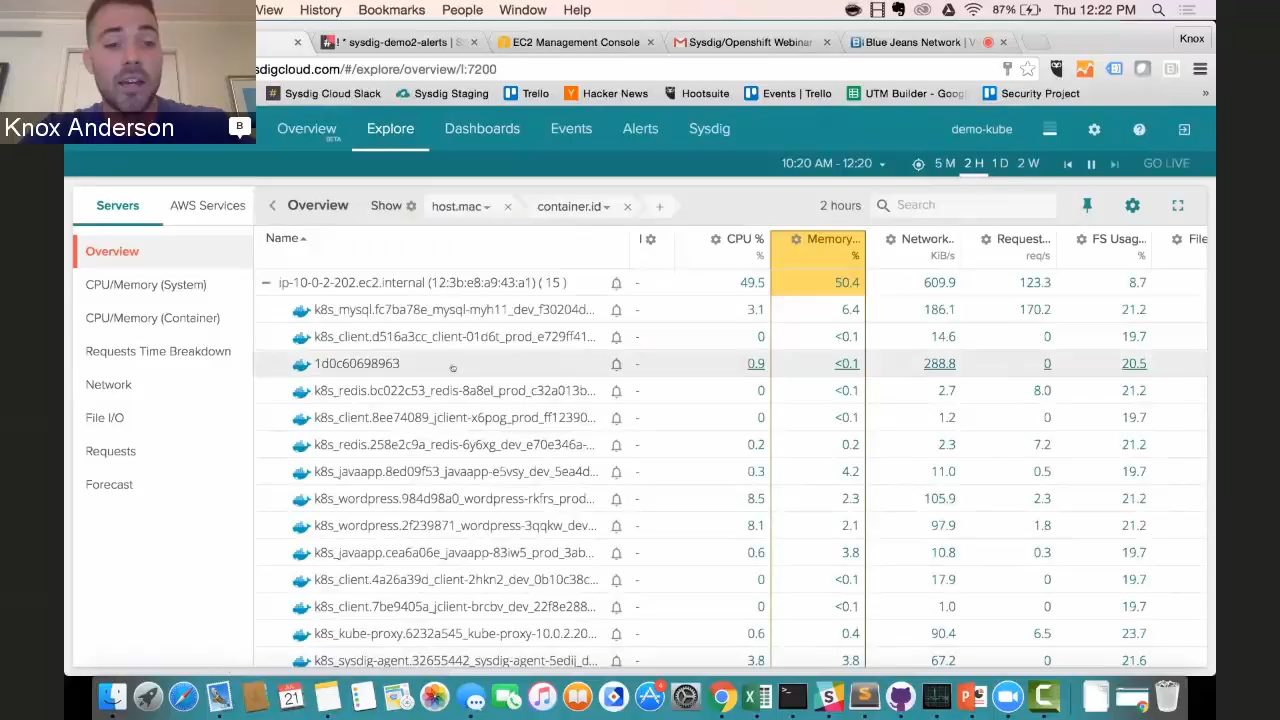 View History Bookmarks People Window Help 87% Thu 12:22 PM
! * sysdig-demo2-alerts | S EC2 Management Console Sysdig/Openshift Webinar Blue Jeans Network | V Knox
sdigcloud.com/#/explore/overview/l:7200
Sysdig Cloud Slack Sysdig Staging Trello Hacker News Hootsuite Events | Trello UTM Builder - Goog Security Project »
Knox Anderson B
Overview BETA Explore Dashboards Events Alerts Sysdig demo-kube
10:20 AM - 12:20 5 M 2 H 1 D 2 W GO LIVE
Servers AWS Services Overview Show host.mac container.id + 2 hours Search
Name CPU % Memory... Network.. Request... FS Usag... File
% % KiB/s req/s %
Overview
CPU/Memory (System)
CPU/Memory (Container)
Requests Time Breakdown
Network
File I/O
Requests
Forecast
ip-10-0-2-202.ec2.internal (12:3b:e8:a9:43:a1) ( 15 ) - 49.5 50.4 609.9 123.3 8.7
k8s_mysql.fc7ba78e_mysql-myh11_dev_f30204d... - 3.1 6.4 186.1 170.2 21.2
k8s_client.d516a3cc_client-01d6t_prod_e729ff41... - 0 <0.1 14.6 0 19.7
1d0c60698963 - 0.9 <0.1 288.8 0 20.5
k8s_redis.bc022c53_redis-8a8el_prod_c32a013b... - 0 <0.1 2.7 8.0 21.2
k8s_client.8ee74089_jclient-x6pog_prod_ff12390... - 0 <0.1 1.2 0 19.7
k8s_redis.258e2c9a_redis-6y6xg_dev_e70e346a-... - 0.2 0.2 2.3 7.2 21.2
k8s_javaapp.8ed09f53_javaapp-e5vsy_dev_5ea4d... - 0.3 4.2 11.0 0.5 19.7
k8s_wordpress.984d98a0_wordpress-rkfrs_prod... - 8.5 2.3 105.9 2.3 21.2
k8s_wordpress.2f239871_wordpress-3qqkw_dev... - 8.1 2.1 97.9 1.8 21.2
k8s_javaapp.cea6a06e_javaapp-83iw5_prod_3ab... - 0.6 3.8 10.8 0.3 19.7
k8s_client.4a26a39d_client-2hkn2_dev_0b10c38c... - 0 <0.1 17.9 0 19.7
k8s_client.7be9405a_jclient-brcbv_dev_22f8e288... - 0 <0.1 1.0 0 19.7
k8s_kube-proxy.6232a545_kube-proxy-10.0.2.20... - 0.6 0.4 90.4 6.5 23.7
k8s_sysdig-agent.32655442_sysdig-agent-5edij_d... - 3.8 3.8 67.2 0 21.6